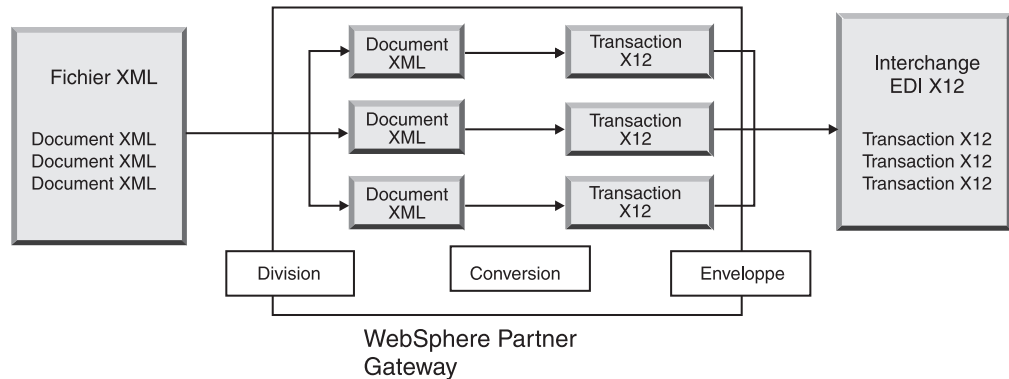 Fichier XML
Document XML
Document XML
Document XML
Document
XML
Document
XML
Document
XML
Transaction
X12
Transaction
X12
Transaction
X12
Interchange
EDI X12
Transaction X12
Transaction X12
Transaction X12
Division
Conversion
Enveloppe
WebSphere Partner
Gateway